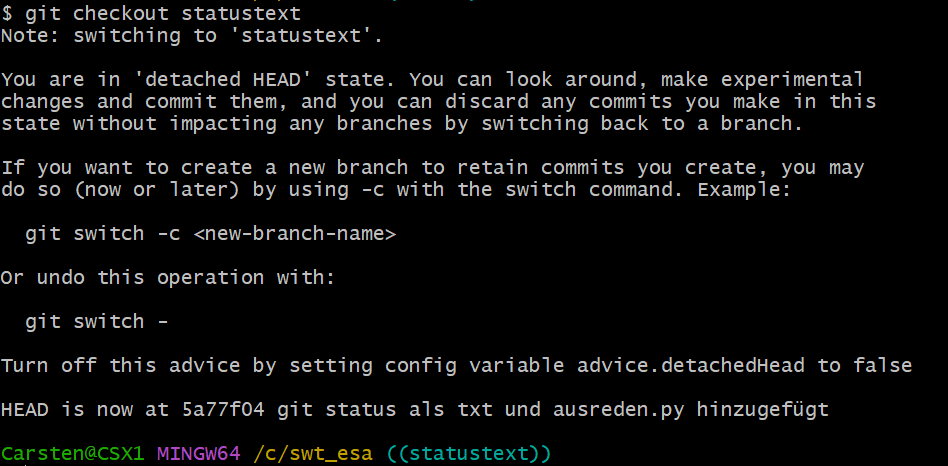 $ git checkout statustext
Note: switching to 'statustext'.
You are in 'detached HEAD' state. You can look around, make experimental
changes and commit them, and you can discard any commits you make in this
state without impacting any branches by switching back to a branch.
If you want to create a new branch to retain commits you create, you may
do so (now or later) by using -c with the switch command. Example:
git switch -c <new-branch-name>
Or undo this operation with:
git switch -
Turn off this advice by setting config variable advice.detachedHead to false
HEAD is now at 5a77f04 git status als txt und ausreden.py hinzugefügt
Carsten@CSX1 MINGW64 /c/swt_esa ((statustext))